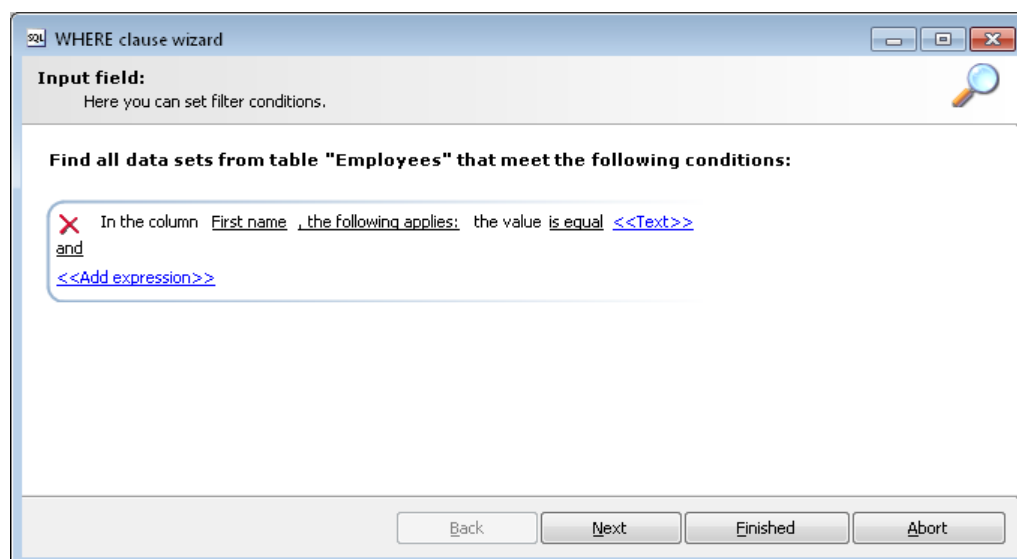 SQL WHERE clause wizard
Input field:
Here you can set filter conditions.
Find all data sets from table "Employees" that meet the following conditions:
In the column First name , the following applies: the value is equal <<Text>>
and
<<Add expression>>
Back Next Finished Abort